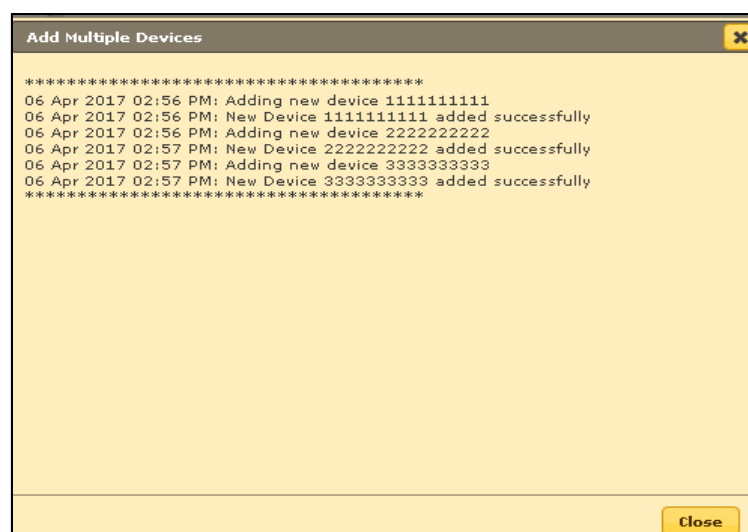 Add Multiple Devices
**************************************
06 Apr 2017 02:56 PM: Adding new device 1111111111
06 Apr 2017 02:56 PM: New Device 1111111111 added successfully
06 Apr 2017 02:56 PM: Adding new device 2222222222
06 Apr 2017 02:57 PM: New Device 2222222222 added successfully
06 Apr 2017 02:57 PM: Adding new device 3333333333
06 Apr 2017 02:57 PM: New Device 3333333333 added successfully
**************************************
Close